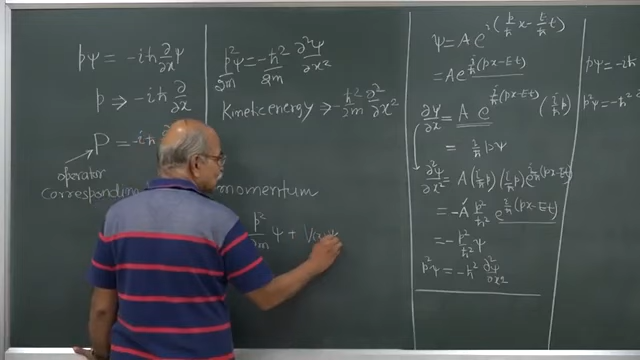 pψ = -iħ ∂/∂x ψ
p → -iħ ∂/∂x
P = -iħ
operator
corresponding momentum
p²ψ/2m = -ħ²/2m ∂²ψ/∂x²
Kinetic energy → -ħ²/2m ∂²/∂x²
p²/2m ψ + V(x)ψ
ψ = A e^{i(p/ħ x - E/ħ t)}
= A e^{i/ħ(px-Et)}
∂ψ/∂x = A e^{i/ħ(px-Et)} (i/ħ p)
= i/ħ pψ
∂²ψ/∂x² = A(i/ħ p)(i/ħ p) e^{i/ħ(px-Et)}
= -A p²/ħ² e^{i/ħ(px-Et)}
= -p²/ħ² ψ
p²ψ = -ħ² ∂²ψ/∂x²
pψ = -iħ
p²ψ = -ħ²